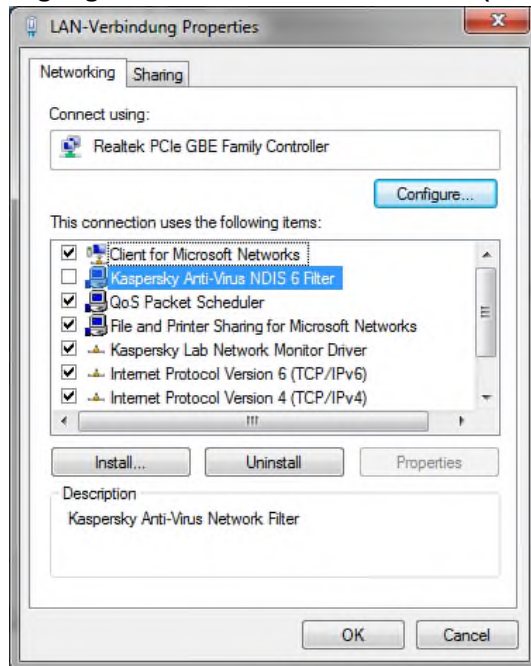 LAN-Verbindung Properties
Networking Sharing
Connect using:
Realtek PCIe GBE Family Controller
Configure...
This connection uses the following items:
Client for Microsoft Networks
Kaspersky Anti-Virus NDIS 6 Filter
QoS Packet Scheduler
File and Printer Sharing for Microsoft Networks
Kaspersky Lab Network Monitor Driver
Internet Protocol Version 6 (TCP/IPv6)
Internet Protocol Version 4 (TCP/IPv4)
Install... Uninstall Properties
Description
Kaspersky Anti-Virus Network Filter
OK Cancel